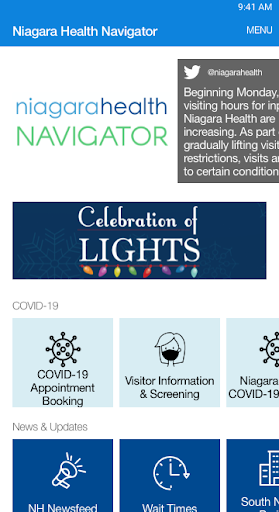 9:41 AM
Niagara Health Navigator
MENU
niagarahealth
NAVIGATOR
@niagarahealth
Beginning Monday,
visiting hours for inp
Niagara Health are
increasing. As part
gradually lifting visit
restrictions, visits a
to certain condition
Celebration of
LIGHTS
COVID-19
COVID-19
Appointment
Booking
Visitor Information
& Screening
Niagara
COVID-19
News & Updates
NH Newsfeed
Wait Times
South N